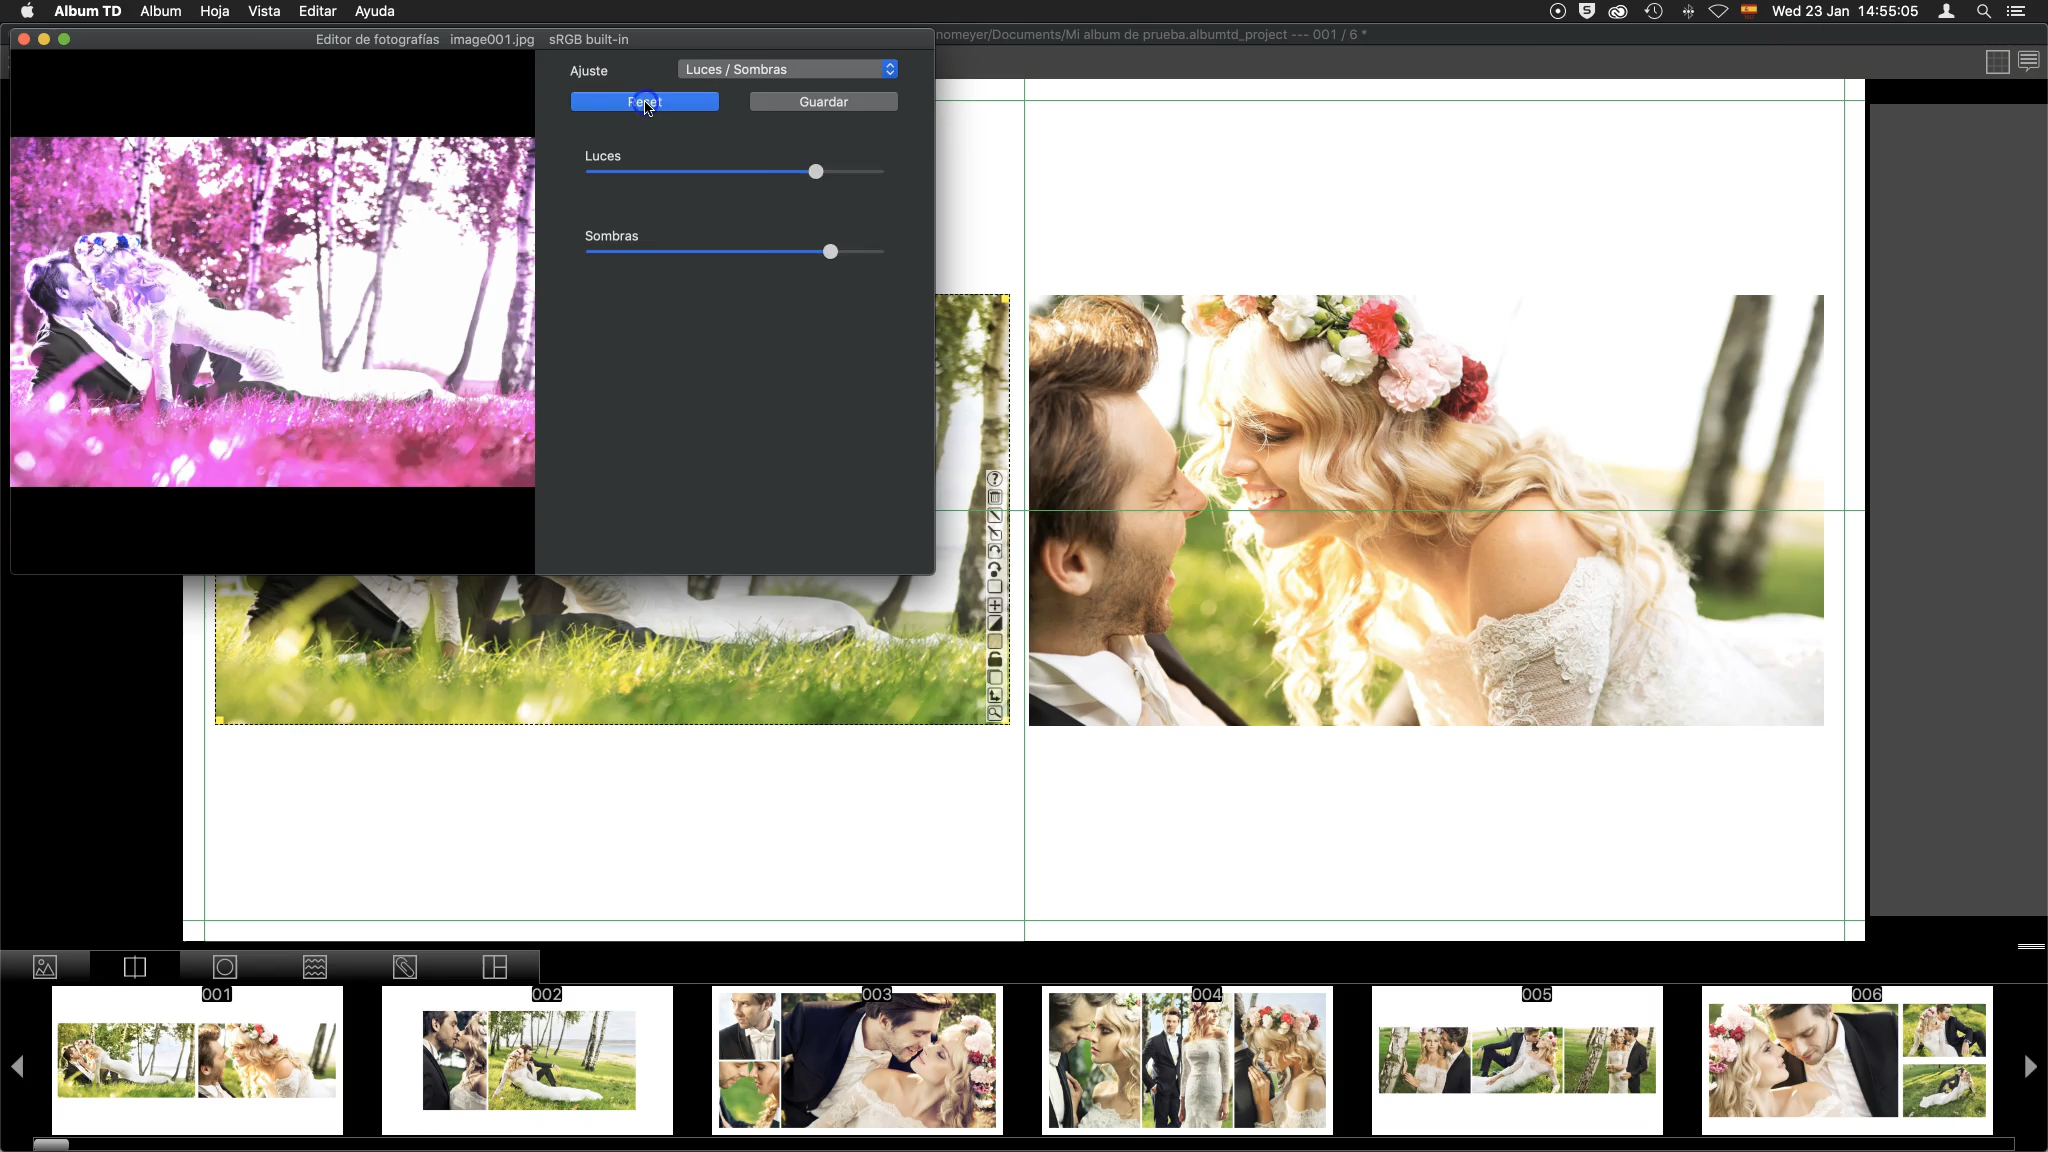 Album TD Album Hoja Vista Editar Ayuda Wed 23 Jan 14:55:05
Editor de fotografías image001.jpg sRGB built-in
nomeyer/Documents/Mi album de prueba.albumtd_project --- 001 / 6 *
Ajuste Luces / Sombras
Reset Guardar
Luces
Sombras
001 002 003 004 005 006